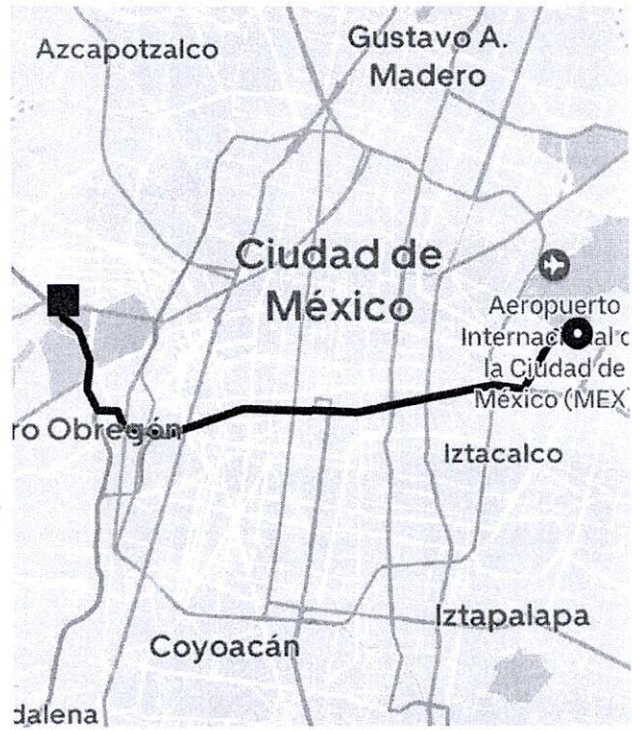 Azcapotzalco
Gustavo A.
Madero
Ciudad de
México
Aeropuerto
Internac al c
la Ciudad de
México (MEX
ro Obregón
Iztacalco
Iztapalapa
Coyoacán
dalena